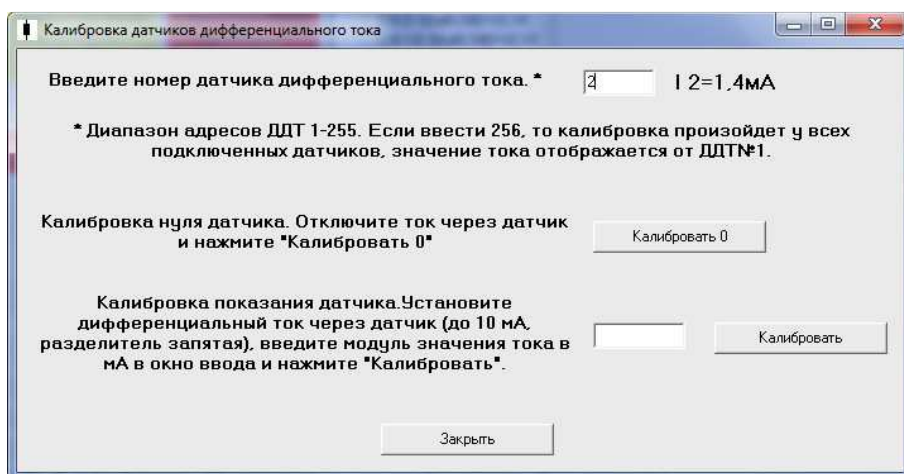 Калибровка датчиков дифференциального тока
Введите номер датчика дифференциального тока. * 2 I 2=1,4мА
* Диапазон адресов ДДТ 1-255. Если ввести 256, то калибровка произойдет у всех
подключенных датчиков, значение тока отображается от ДДТ№1.
Калибровка нуля датчика. Отключите ток через датчик
и нажмите "Калибровать 0"
Калибровать 0
Калибровка показания датчика.Установите
дифференциальный ток через датчик (до 10 мА,
разделитель запятая), введите модуль значения тока в
мА в окно ввода и нажмите "Калибровать".
Калибровать
Закрыть